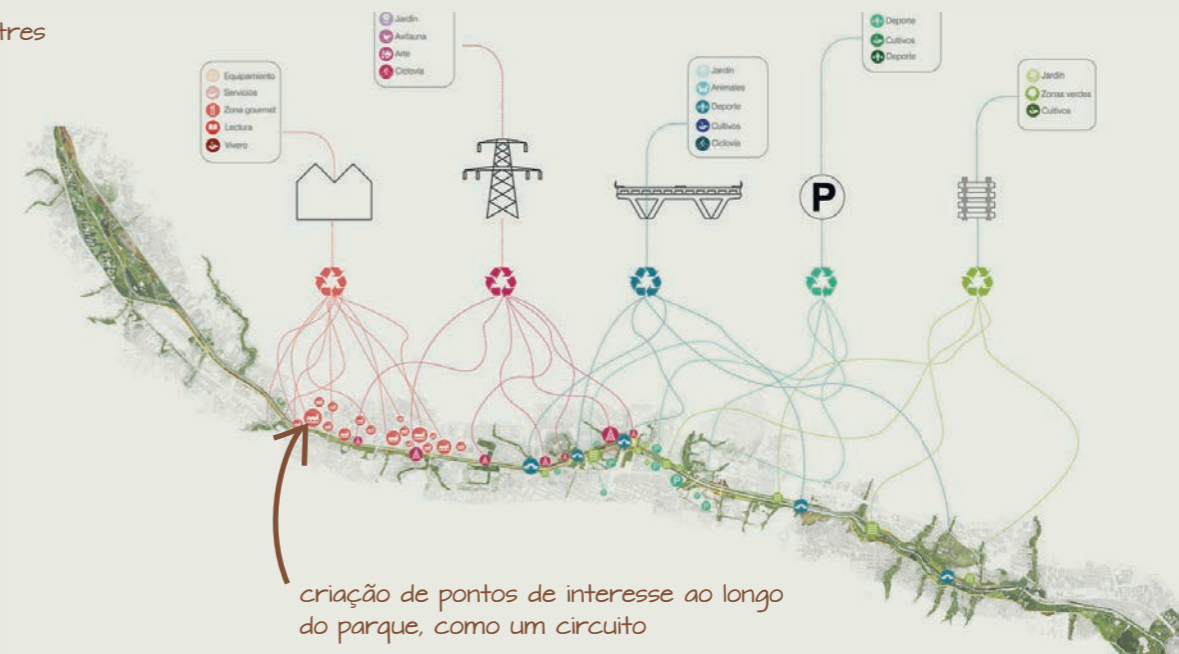 tres
Equipamiento
Servicios
Zona gourmet
Lectura
Vivero
Jardín
Avifauna
Arte
Ciclovía
Jardín
Animales
Deporte
Cultivos
Ciclovía
Deporte
Cultivos
Deporte
Jardín
Zonas verdes
Cultivos
P
criação de pontos de interesse ao longo
do parque, como um circuito